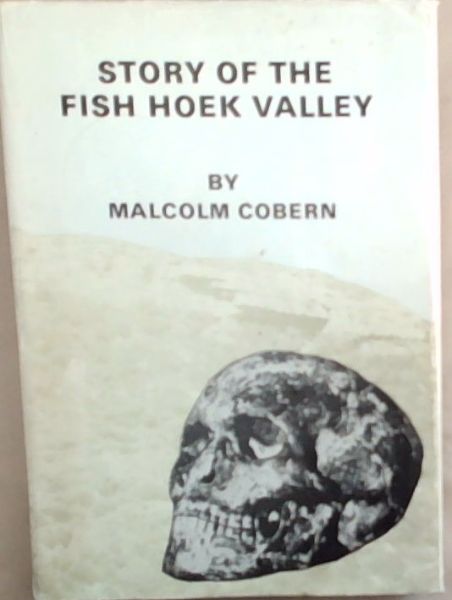 STORY OF THE
FISH HOEK VALLEY
BY
MALCOLM COBERN